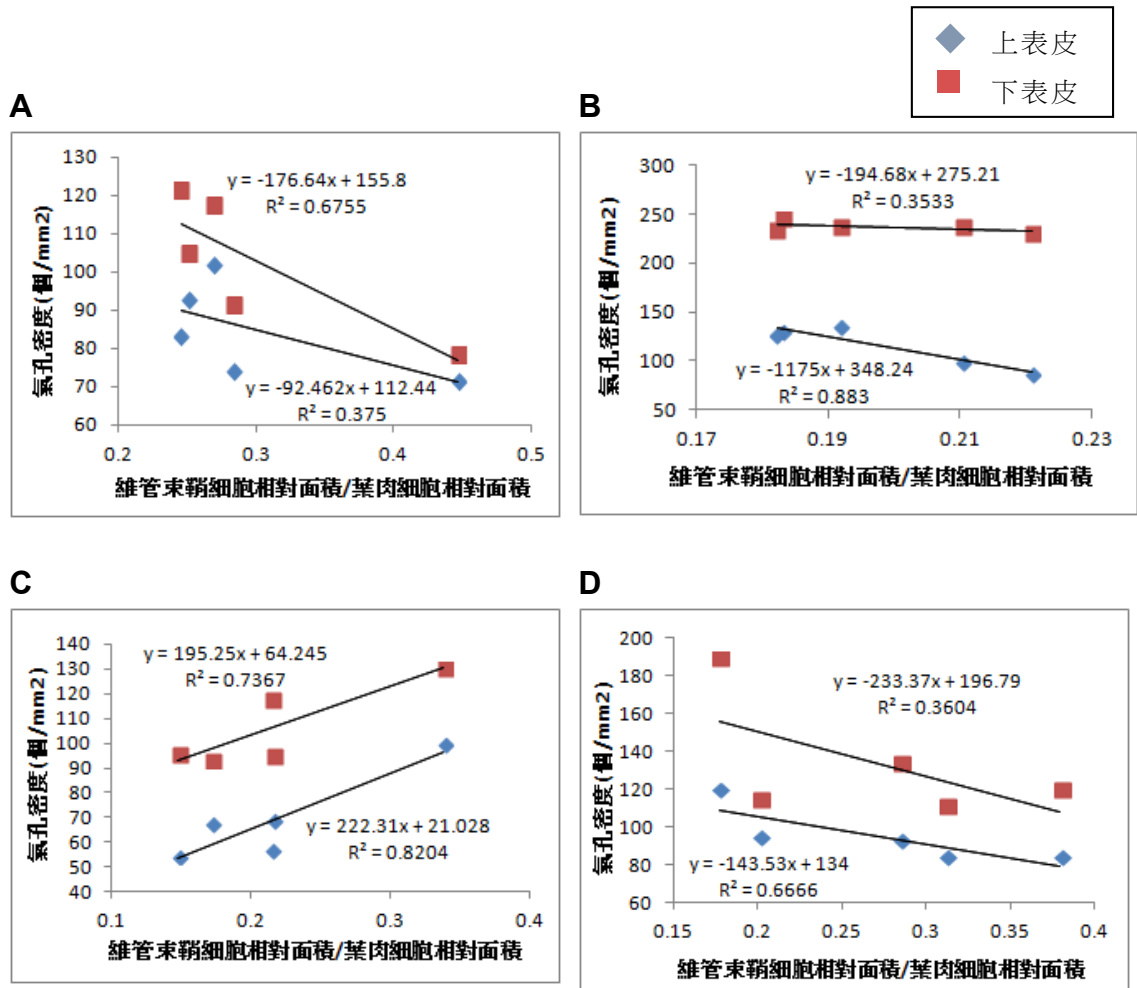 上表皮
下表皮
A
130
120
110
100
90
80
70
60
y = -176.64x + 155.8
R² = 0.6755
y = -92.462x + 112.44
R² = 0.375
0.2 0.3 0.4 0.5
氣孔密度(個/mm2)
維管束鞘細胞相對面積/葉肉細胞相對面積
B
300
250
200
150
100
50
y = -194.68x + 275.21
R² = 0.3533
y = -1175x + 348.24
R² = 0.883
0.17 0.19 0.21 0.23
氣孔密度(個/mm2)
維管束鞘細胞相對面積/葉肉細胞相對面積
C
140
130
120
110
100
90
80
70
60
50
40
y = 195.25x + 64.245
R² = 0.7367
y = 222.31x + 21.028
R² = 0.8204
0.1 0.2 0.3 0.4
氣孔密度(個/mm2)
維管束鞘細胞相對面積/葉肉細胞相對面積
D
200
180
160
140
120
100
80
60
y = -233.37x + 196.79
R² = 0.3604
y = -143.53x + 134
R² = 0.6666
0.15 0.2 0.25 0.3 0.35 0.4
氣孔密度(個/mm2)
維管束鞘細胞相對面積/葉肉細胞相對面積